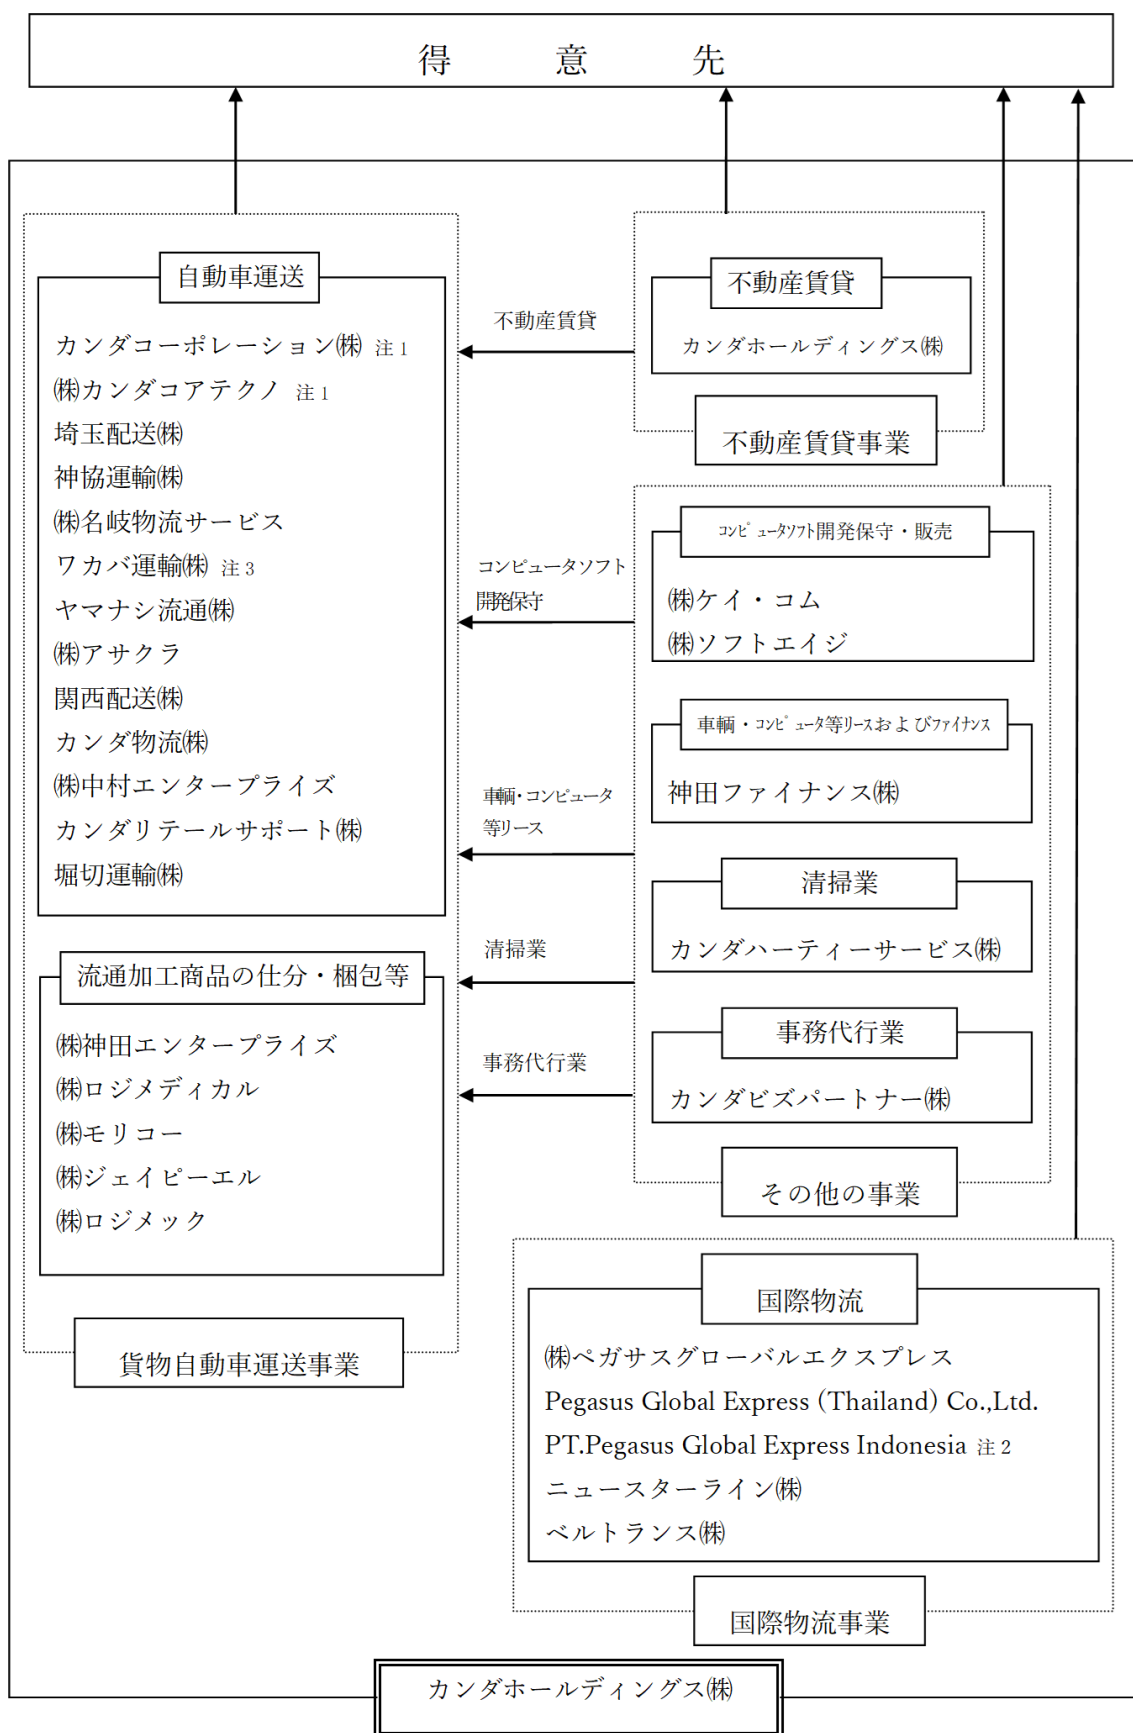 得意先
自動車運送
カンダコーポレーション㈱ 注1
㈱カンダコアテクノ 注1
埼玉配送㈱
神協運輸㈱
㈱名岐物流サービス
ワカバ運輸㈱ 注3
ヤマナシ流通㈱
㈱アサクラ
関西配送㈱
カンダ物流㈱
㈱中村エンタープライズ
カンダリテールサポート㈱
堀切運輸㈱
流通加工商品の仕分・梱包等
㈱神田エンタープライズ
㈱ロジメディカル
㈱モリコー
㈱ジェイピーエル
㈱ロジメック
貨物自動車運送事業
不動産賃貸
コンピュータソフト
開発保守
車輌・コンピュータ
等リース
清掃業
事務代行業
不動産賃貸
カンダホールディングス㈱
不動産賃貸事業
コンピュータソフト開発保守・販売
㈱ケイ・コム
㈱ソフトエイジ
車輌・コンピュータ等リースおよびファイナンス
神田ファイナンス㈱
清掃業
カンダハーティーサービス㈱
事務代行業
カンダビズパートナー㈱
その他の事業
国際物流
㈱ペガサスグローバルエクスプレス
Pegasus Global Express (Thailand) Co.,Ltd.
PT.Pegasus Global Express Indonesia 注2
ニュースターライン㈱
ベルトランス㈱
国際物流事業
カンダホールディングス㈱